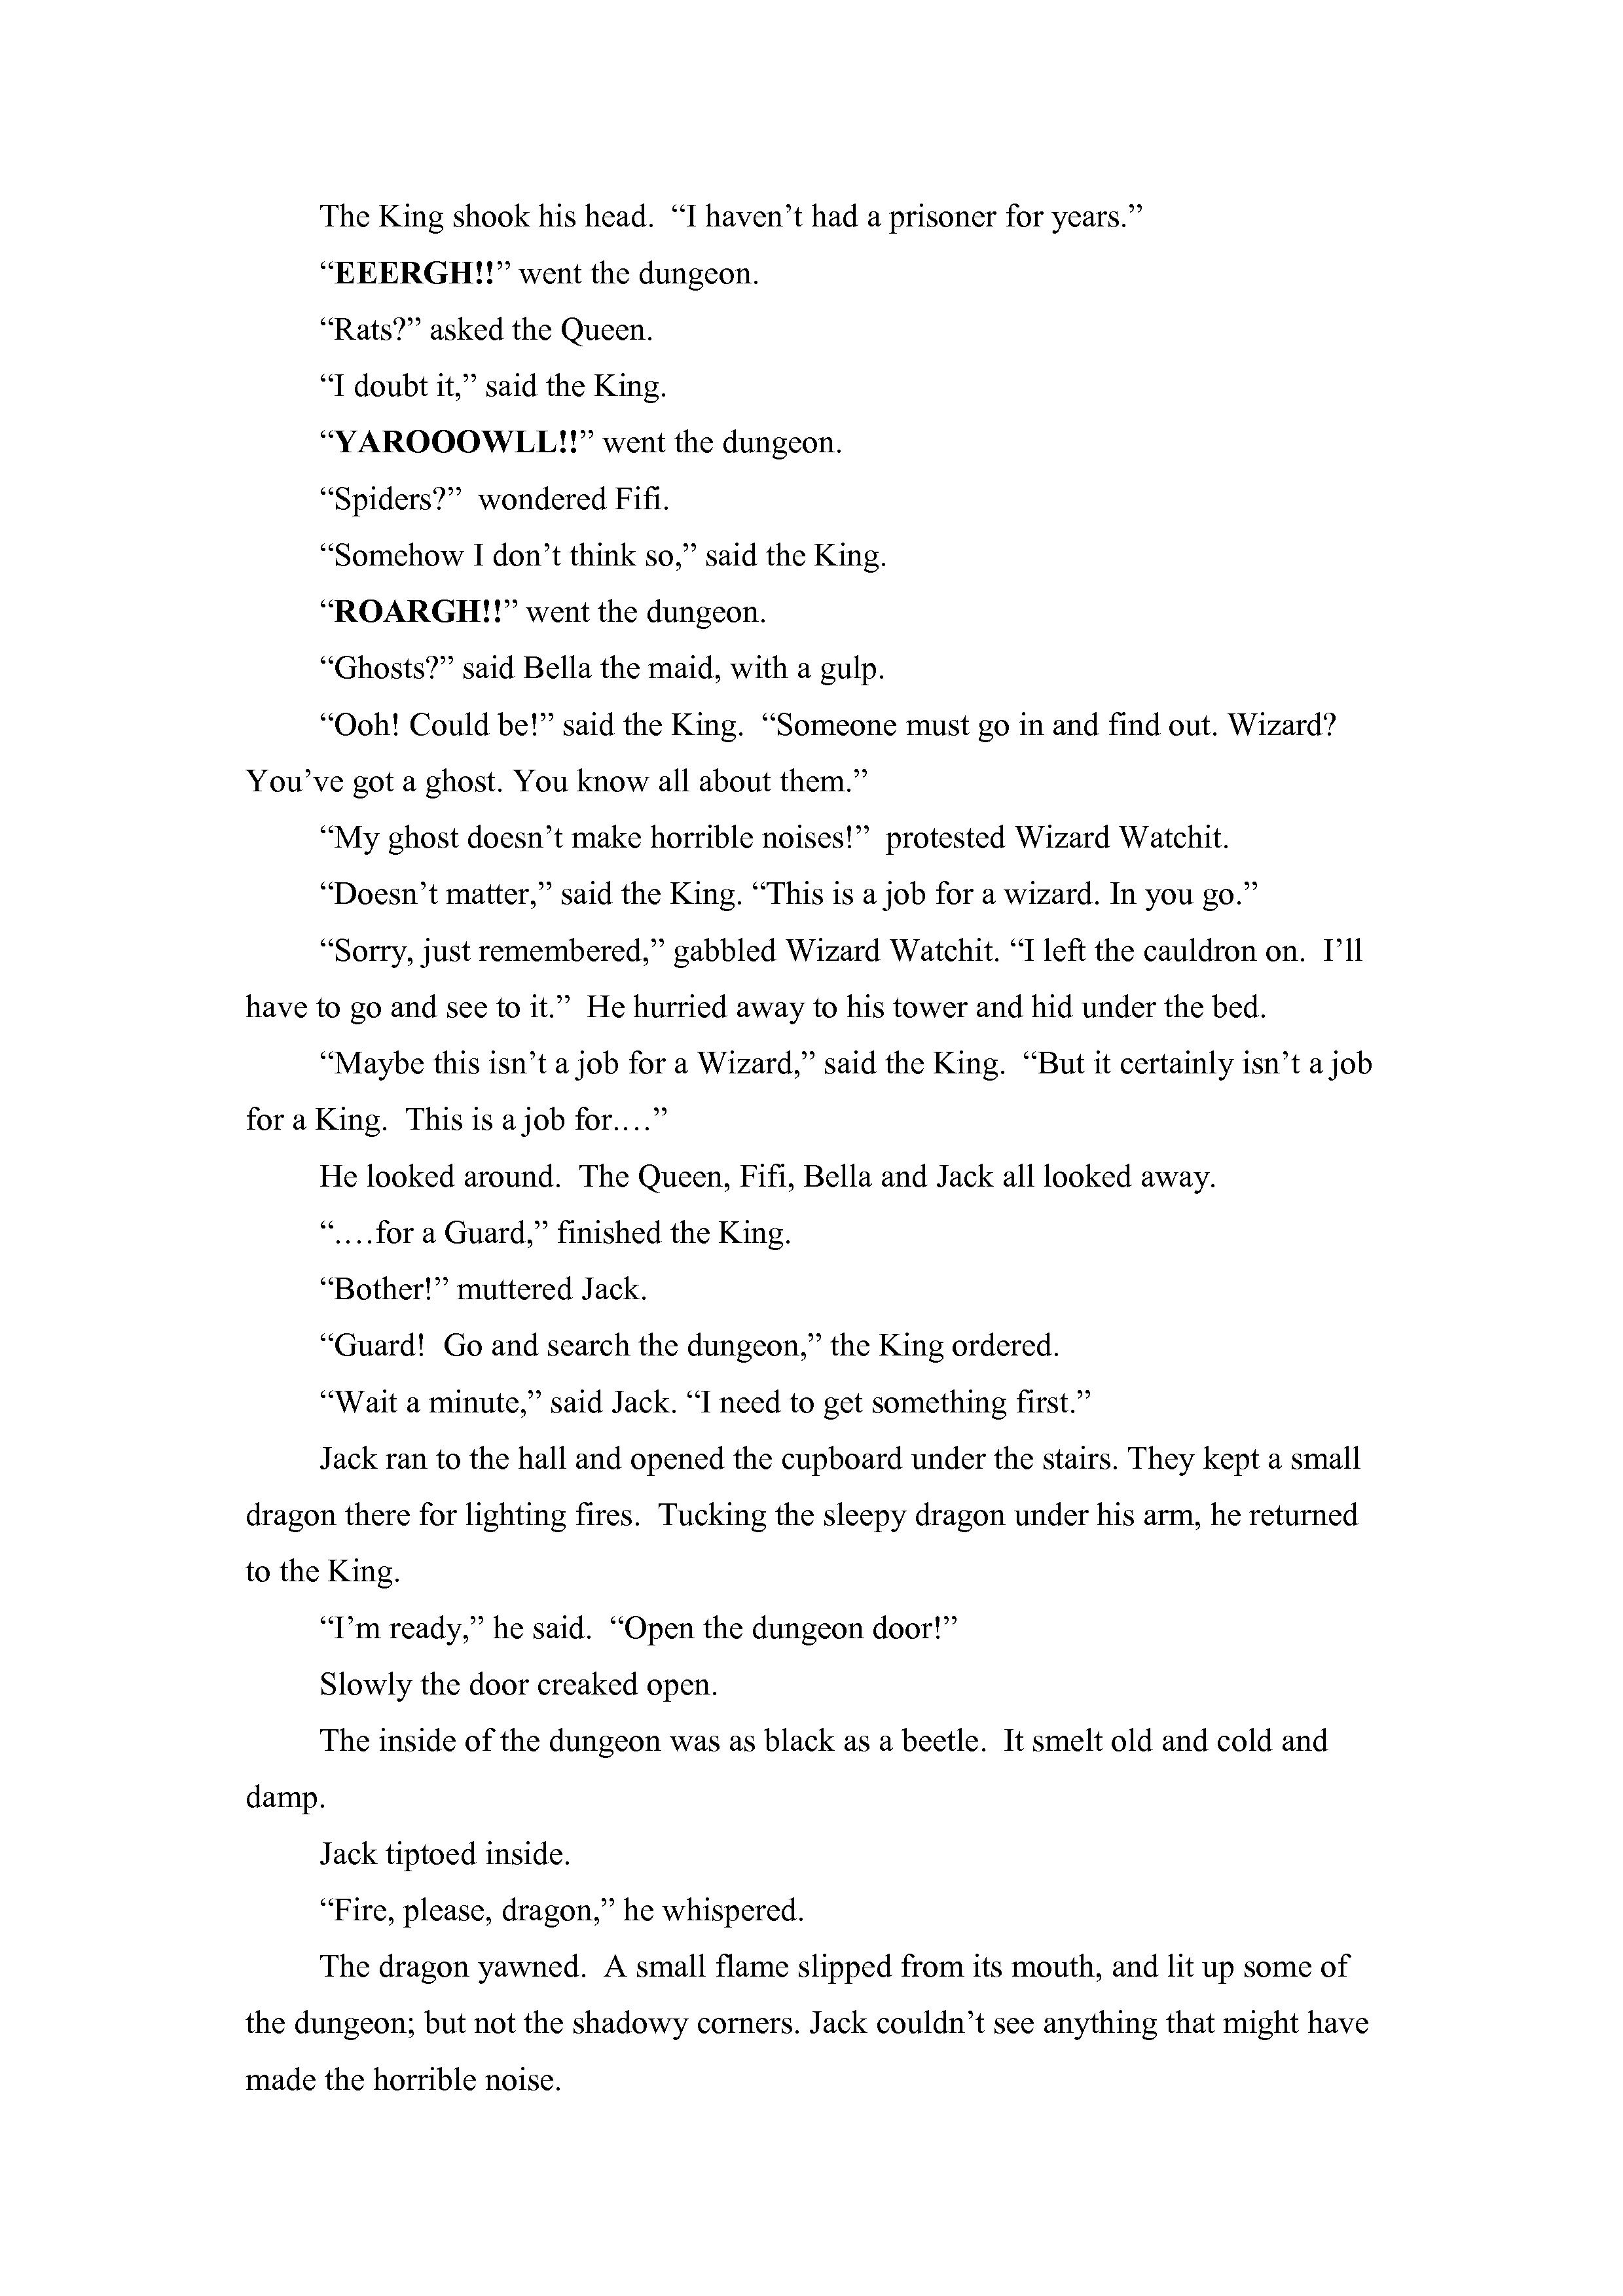 The King shook his head.  “I haven’t had a prisoner for years.”
“EEERGH!!” went the dungeon.
“Rats?” asked the Queen.
“I doubt it,” said the King.
“YAROOOWLL!!” went the dungeon.
“Spiders?”  wondered Fifi.
“Somehow I don’t think so,” said the King.
“ROARGH!!” went the dungeon.
“Ghosts?” said Bella the maid, with a gulp.
“Ooh! Could be!” said the King.  “Someone must go in and find out. Wizard?
You’ve got a ghost. You know all about them.”
“My ghost doesn’t make horrible noises!”  protested Wizard Watchit.
“Doesn’t matter,” said the King. “This is a job for a wizard. In you go.”
“Sorry, just remembered,” gabbled Wizard Watchit. “I left the cauldron on.  I’ll
have to go and see to it.”  He hurried away to his tower and hid under the bed.
“Maybe this isn’t a job for a Wizard,” said the King.  “But it certainly isn’t a job
for a King.  This is a job for….”
He looked around.  The Queen, Fifi, Bella and Jack all looked away.
“….for a Guard,” finished the King.
“Bother!” muttered Jack.
“Guard!  Go and search the dungeon,” the King ordered.
“Wait a minute,” said Jack. “I need to get something first.”
Jack ran to the hall and opened the cupboard under the stairs. They kept a small
dragon there for lighting fires.  Tucking the sleepy dragon under his arm, he returned
to the King.
“I’m ready,” he said.  “Open the dungeon door!”
Slowly the door creaked open.
The inside of the dungeon was as black as a beetle.  It smelt old and cold and
damp.
Jack tiptoed inside.
“Fire, please, dragon,” he whispered.
The dragon yawned.  A small flame slipped from its mouth, and lit up some of
the dungeon; but not the shadowy corners. Jack couldn’t see anything that might have
made the horrible noise.